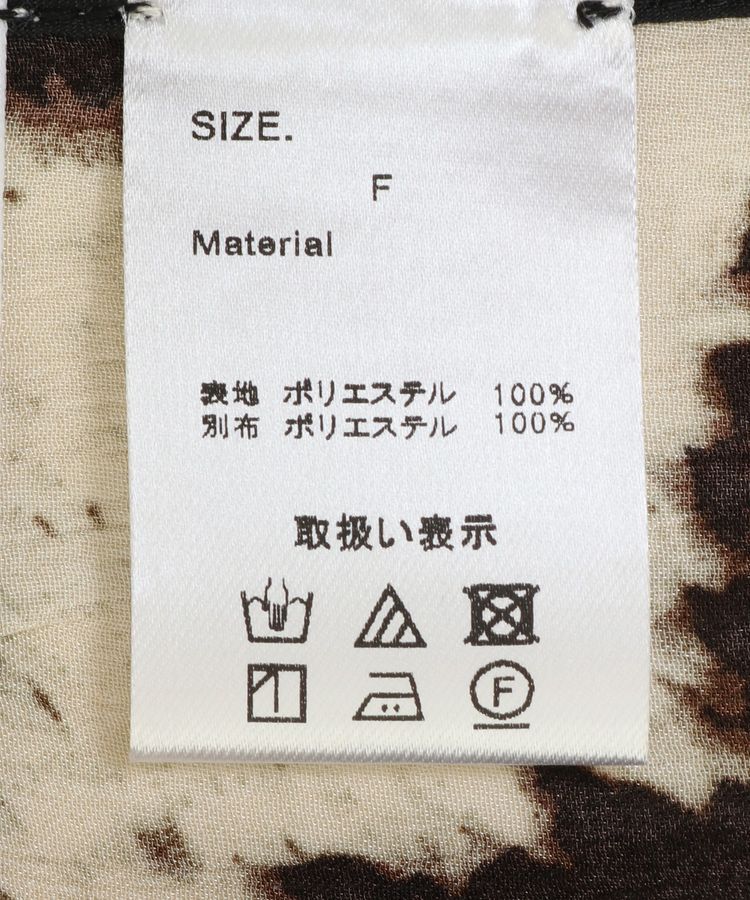 SIZE.
F
Material
表地 ポリエステル 100%
別布 ポリエステル 100%
取扱い表示
F